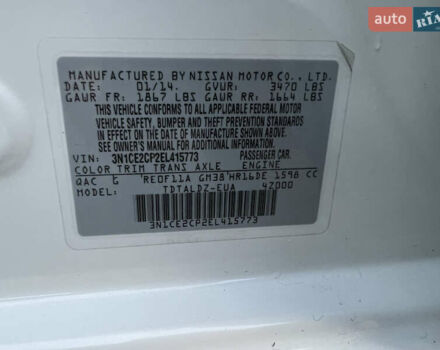 auto RIA
MANUFACTURED BY NISSAN MOTOR CO., LTD.
DATE: 01/14. GVWR: 3470 LBS
GAWR FR: 1867 LBS GAWR RR: 1664 LBS
THIS VEHICLE CONFORMS TO ALL APPLICABLE FEDERAL MOTOR
VEHICLE SAFETY, BUMPER AND THEFT PREVENTION STANDARDS
IN EFFECT ON THE DATE OF MANUFACTURE SHOWN ABOVE.
OWNER'S MANUAL FOR ADDITIONAL INFORMATION.
VIN: 3N1CE2CP2EL415773 PASSENGER CAR.
COLOR TRIM TRANS AXLE ENGINE
QAC G RE0F11A GM38 HR16DE 1598 CC
MODEL: TDTALDZ-EUA 4Z000
3N1CE2CP2EL415773